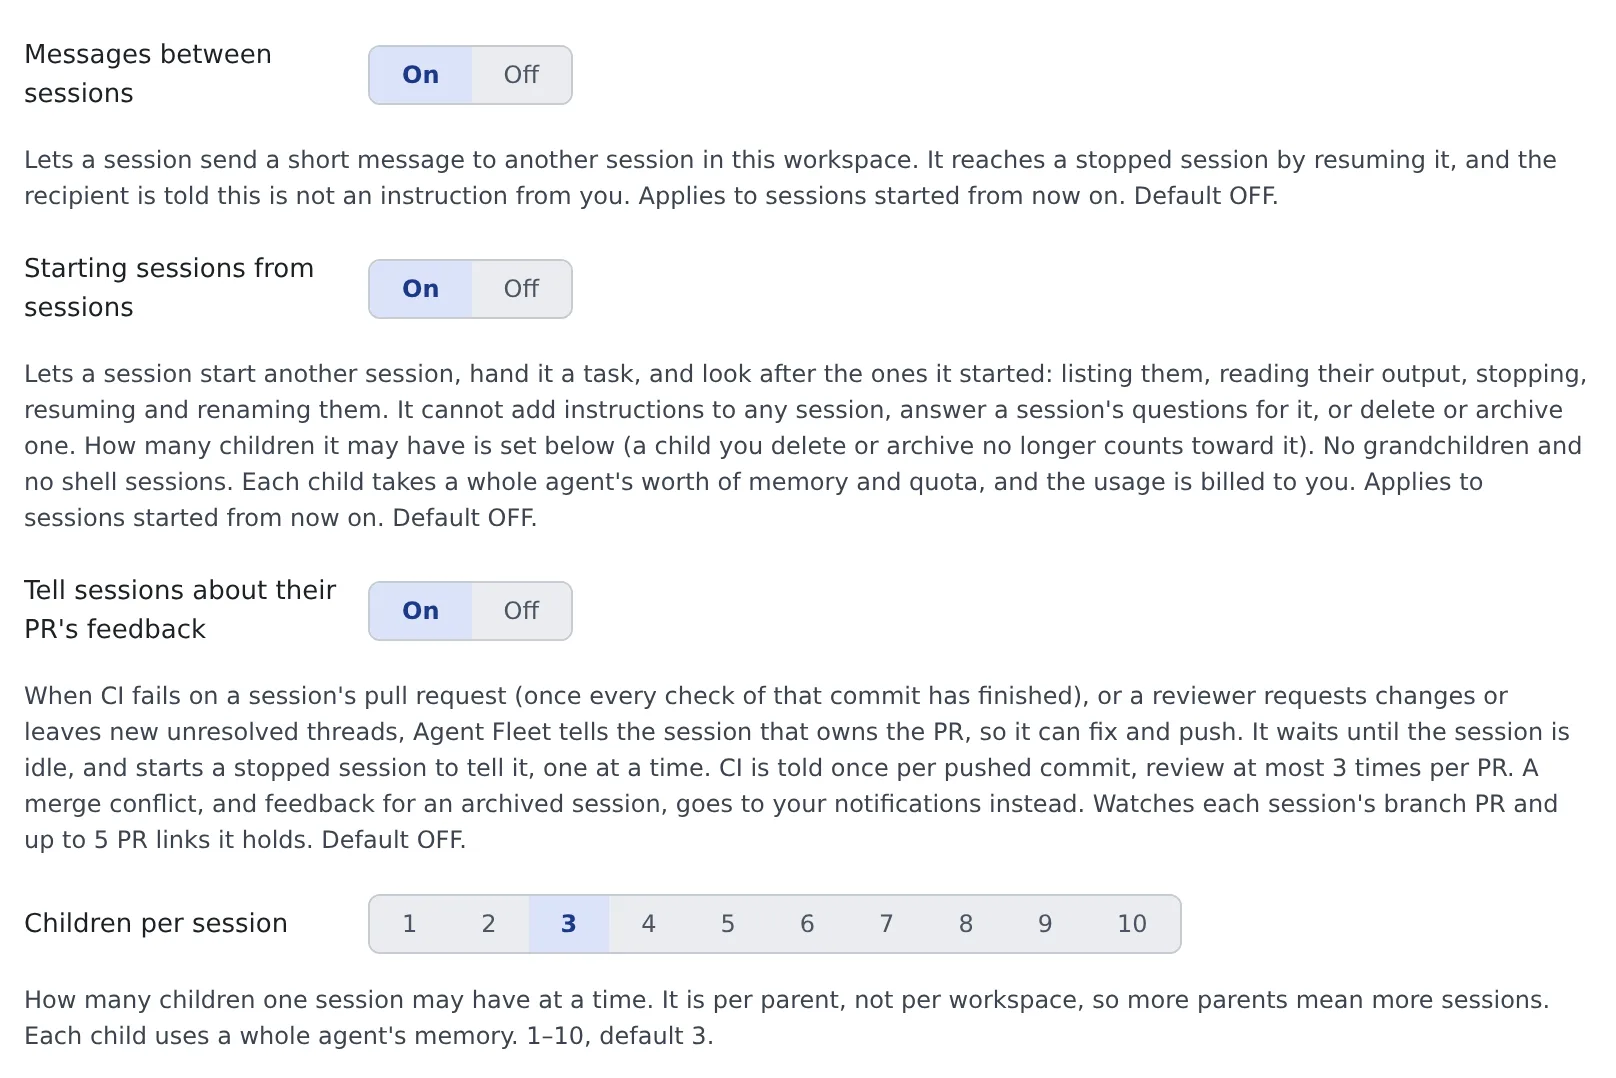 Messages between
sessions
On
Off
Lets a session send a short message to another session in this workspace. It reaches a stopped session by resuming it, and the
recipient is told this is not an instruction from you. Applies to sessions started from now on. Default OFF.
Starting sessions from
sessions
On
Off
Lets a session start another session, hand it a task, and look after the ones it started: listing them, reading their output, stopping,
resuming and renaming them. It cannot add instructions to any session, answer a session's questions for it, or delete or archive
one. How many children it may have is set below (a child you delete or archive no longer counts toward it). No grandchildren and
no shell sessions. Each child takes a whole agent's worth of memory and quota, and the usage is billed to you. Applies to
sessions started from now on. Default OFF.
Tell sessions about their
PR's feedback
On
Off
When CI fails on a session's pull request (once every check of that commit has finished), or a reviewer requests changes or
leaves new unresolved threads, Agent Fleet tells the session that owns the PR, so it can fix and push. It waits until the session is
idle, and starts a stopped session to tell it, one at a time. CI is told once per pushed commit, review at most 3 times per PR. A
merge conflict, and feedback for an archived session, goes to your notifications instead. Watches each session's branch PR and
up to 5 PR links it holds. Default OFF.
Children per session
1 2 3 4 5 6 7 8 9 10
How many children one session may have at a time. It is per parent, not per workspace, so more parents mean more sessions.
Each child uses a whole agent's memory. 1–10, default 3.